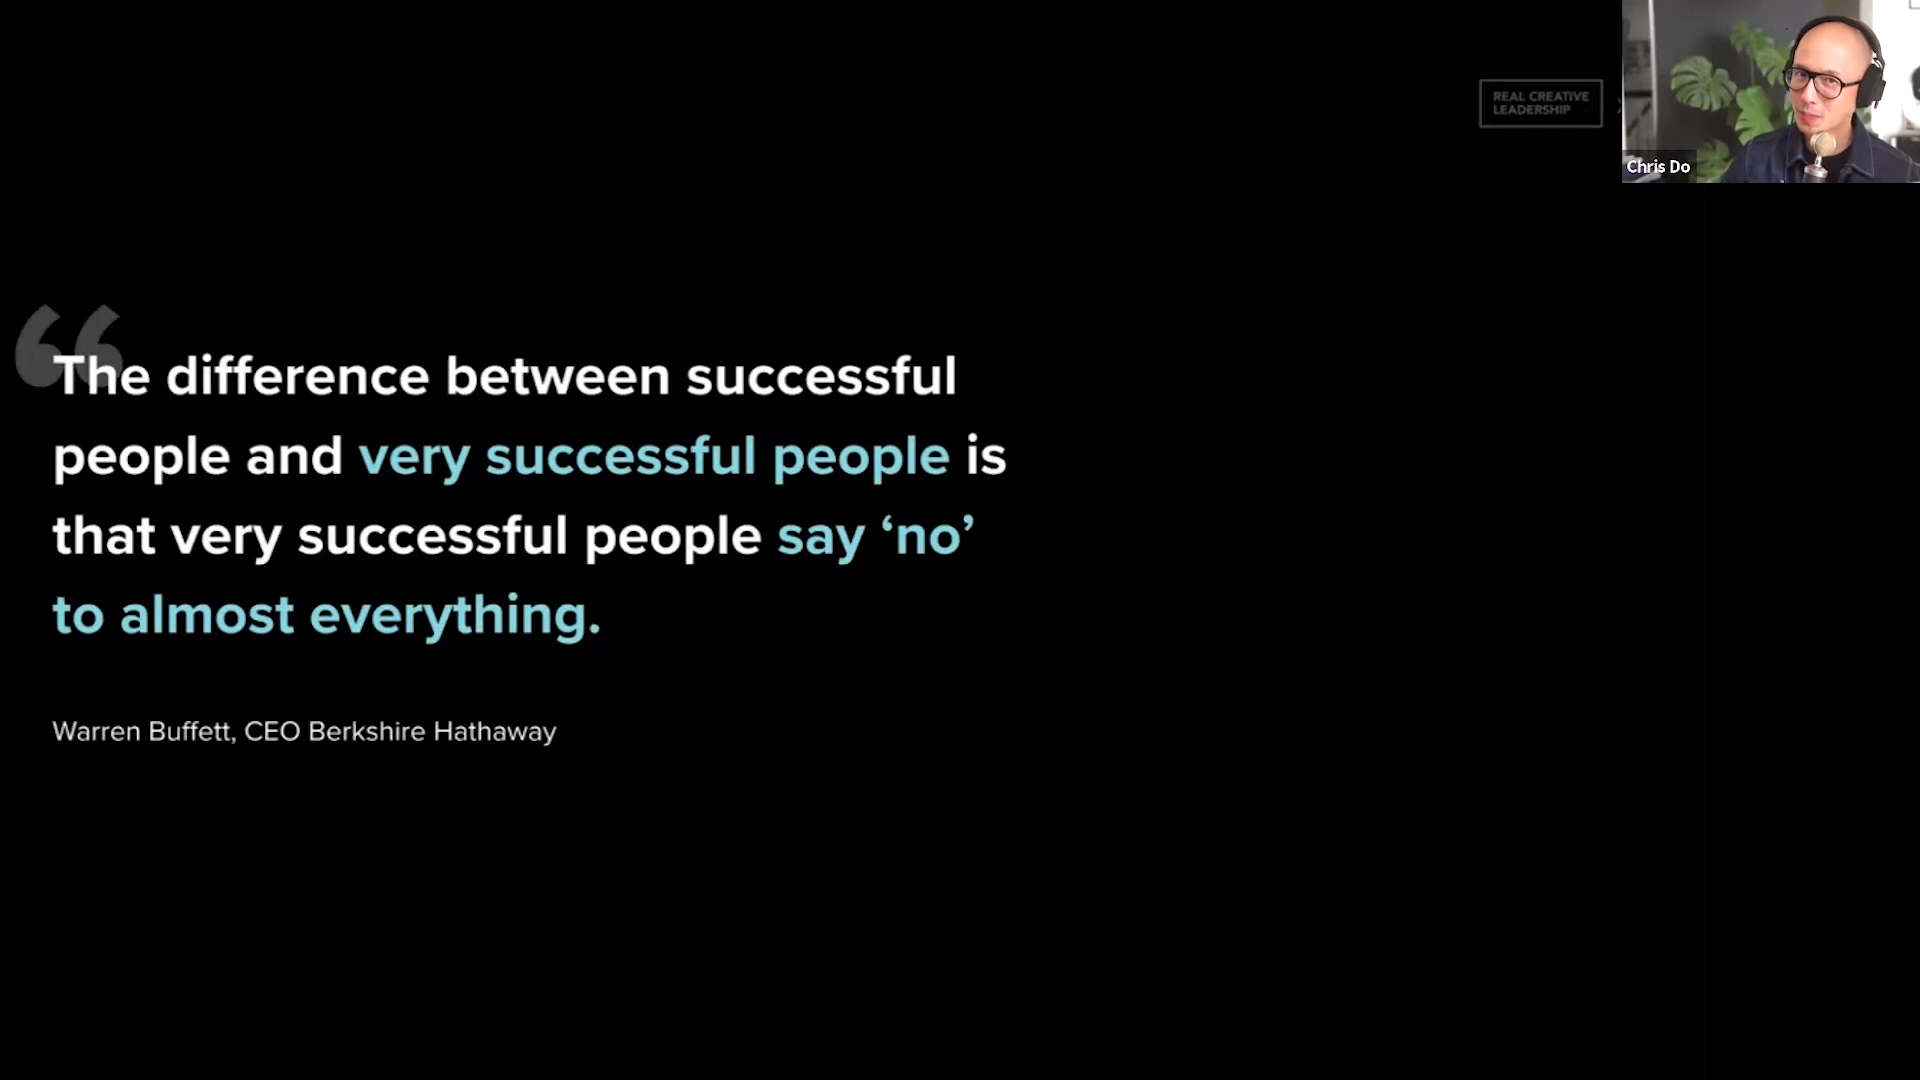 REAL CREATIVE
LEADERSHIP
Chris Do
“
The difference between successful
people and very successful people is
that very successful people say ‘no’
to almost everything.
Warren Buffett, CEO Berkshire Hathaway